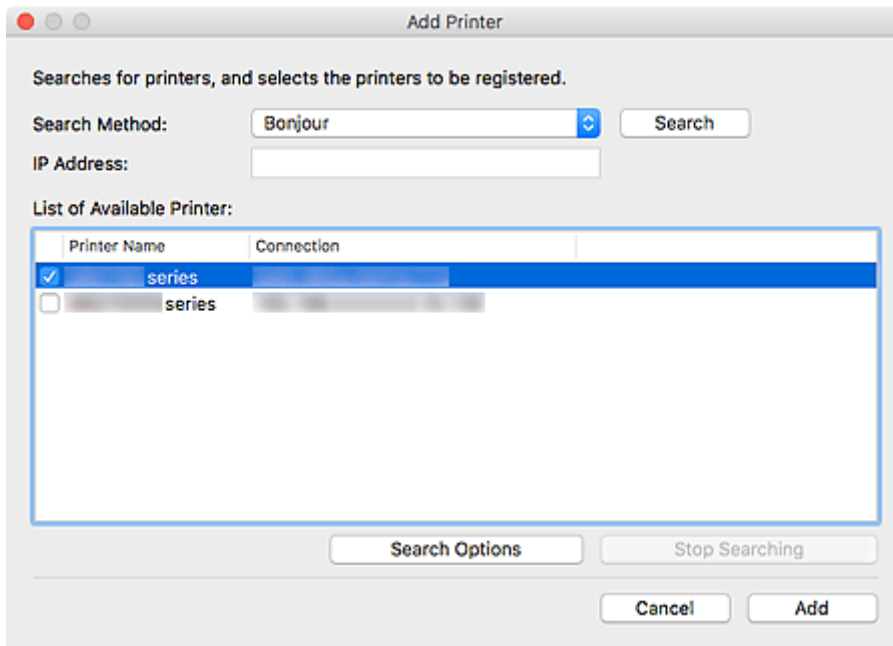 Add Printer
Searches for printers, and selects the printers to be registered.
Search Method: Bonjour Search
IP Address:
List of Available Printer:
Printer Name Connection
series
series
Search Options Stop Searching
Cancel Add